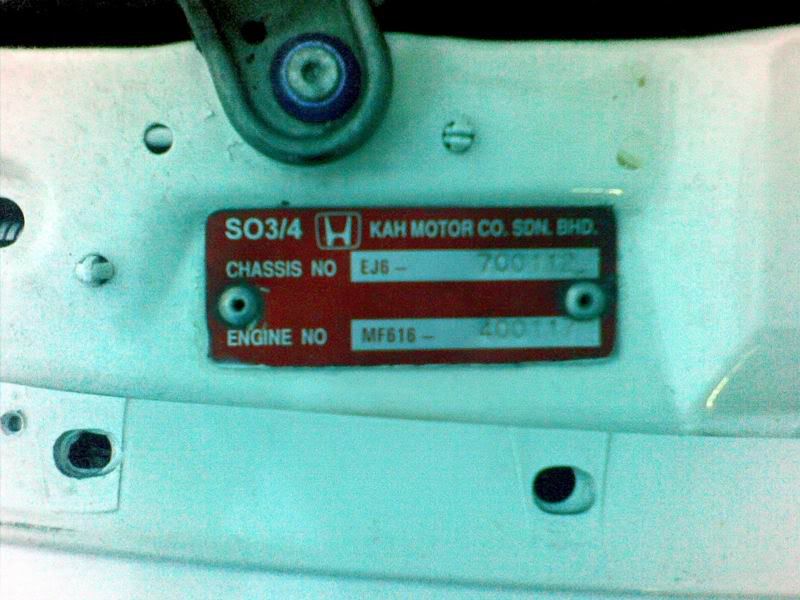 SO3/4 KAH MOTOR CO. SDN. BHD.
CHASSIS NO EJ6 - 700112
ENGINE NO MF616 - 400117